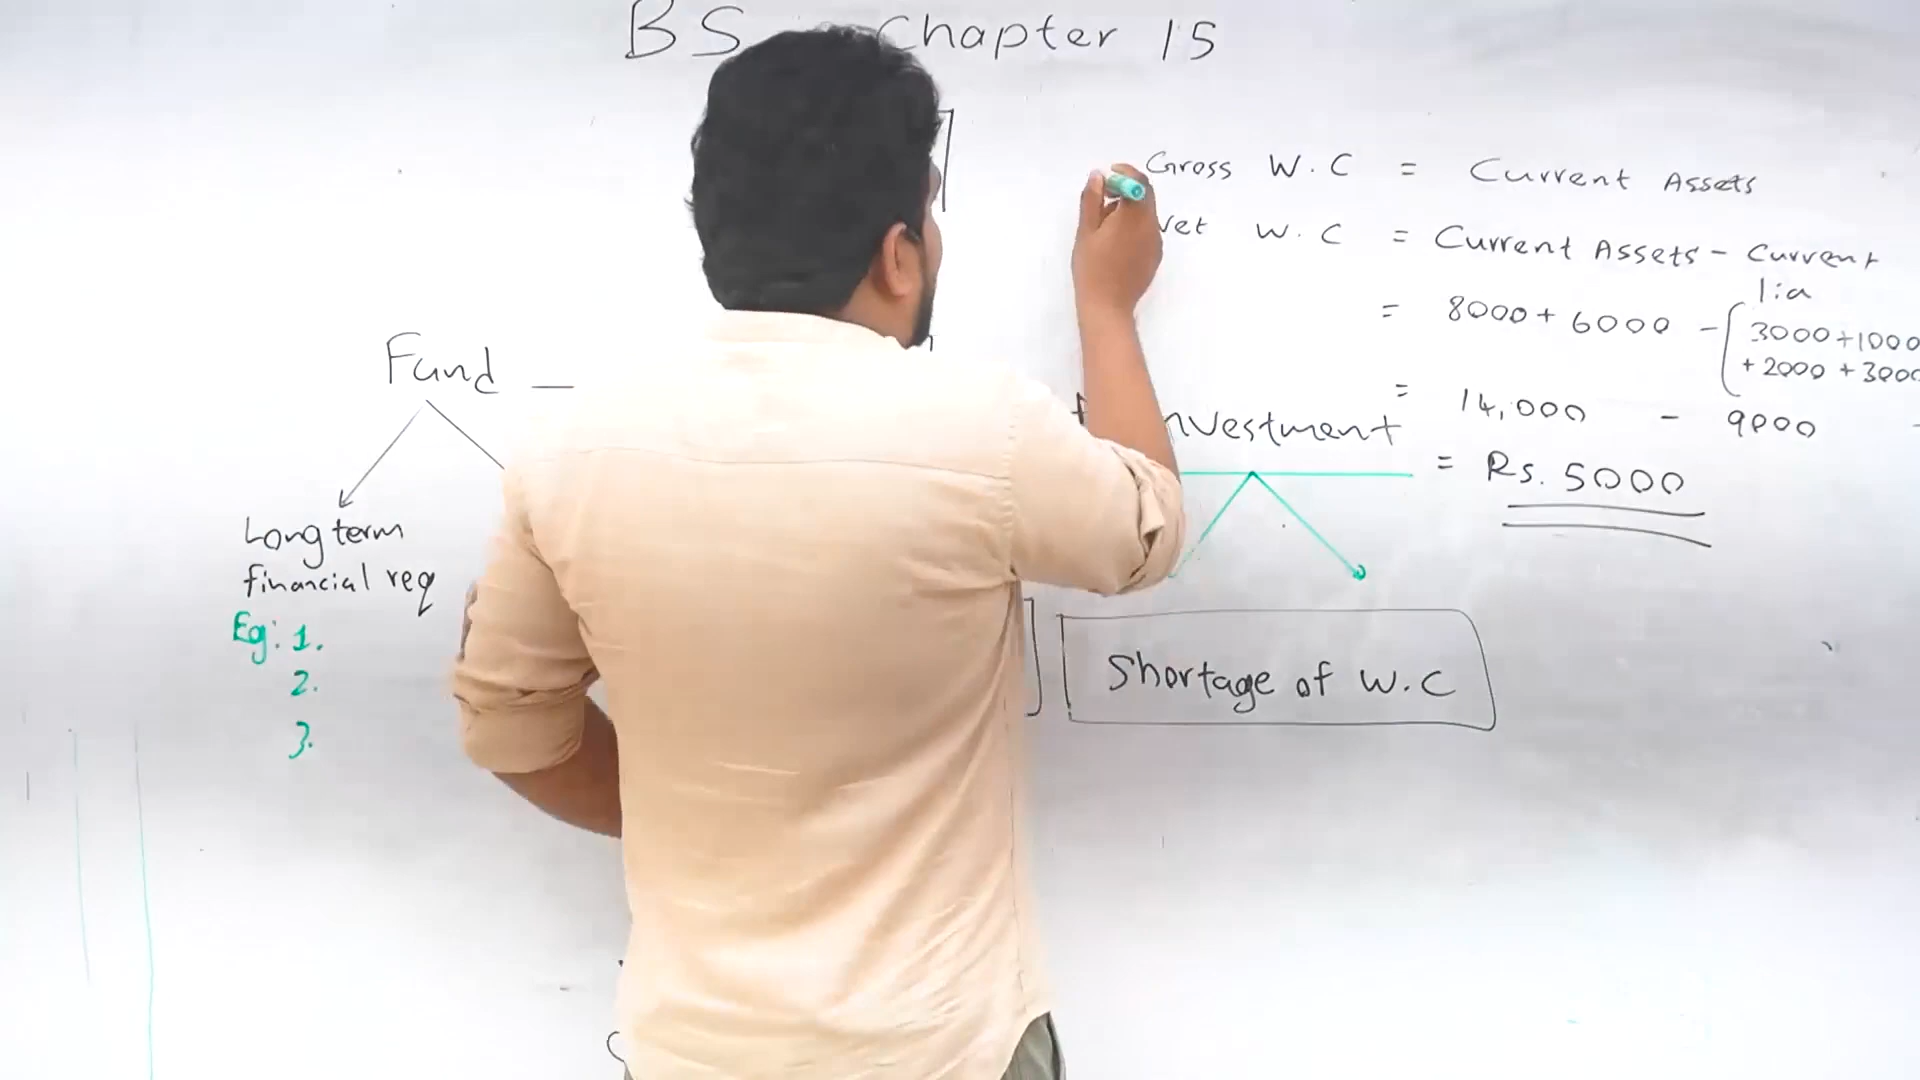 BS Chapter 15
Gross W.C = Current Assets
Net W.C = Current Assets - Current
lia
= 8000 + 6000 - [3000+1000
+ 2000 + 3000
= 14,000 - 9000
= Rs. 5000
Fund —
Investment
Long term
financial req
Eg: 1.
2.
3.
Shortage of W.C